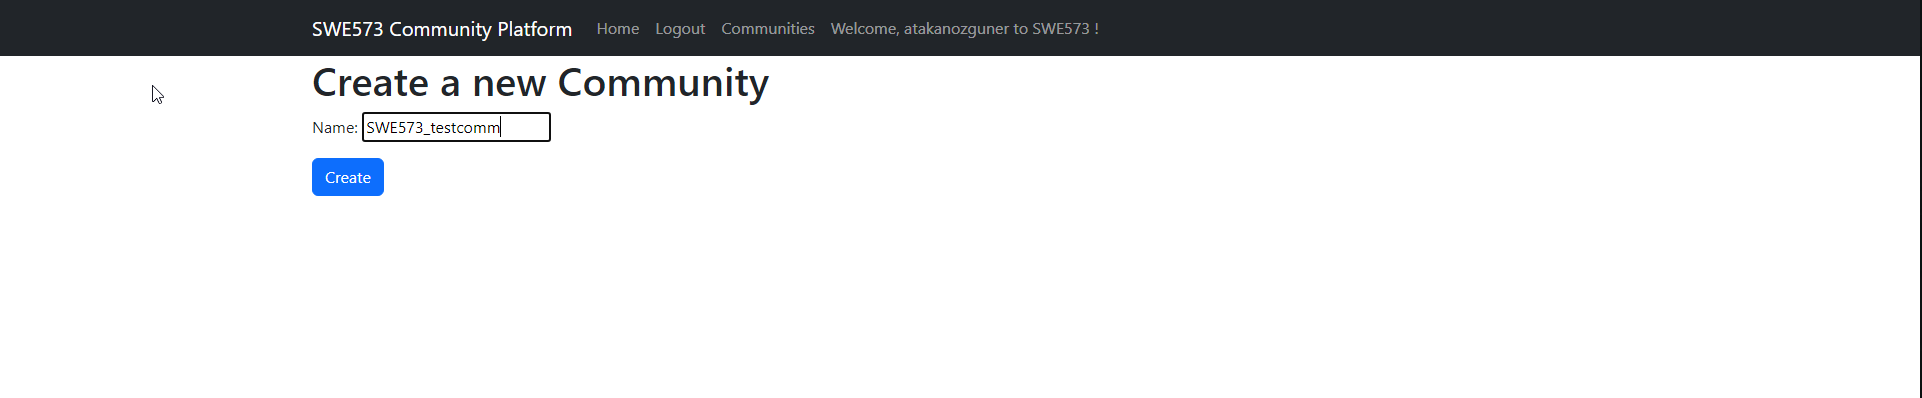 SWE573 Community Platform Home Logout Communities Welcome, atakanozguner to SWE573 !
Create a new Community
Name: SWE573_testcomm
Create